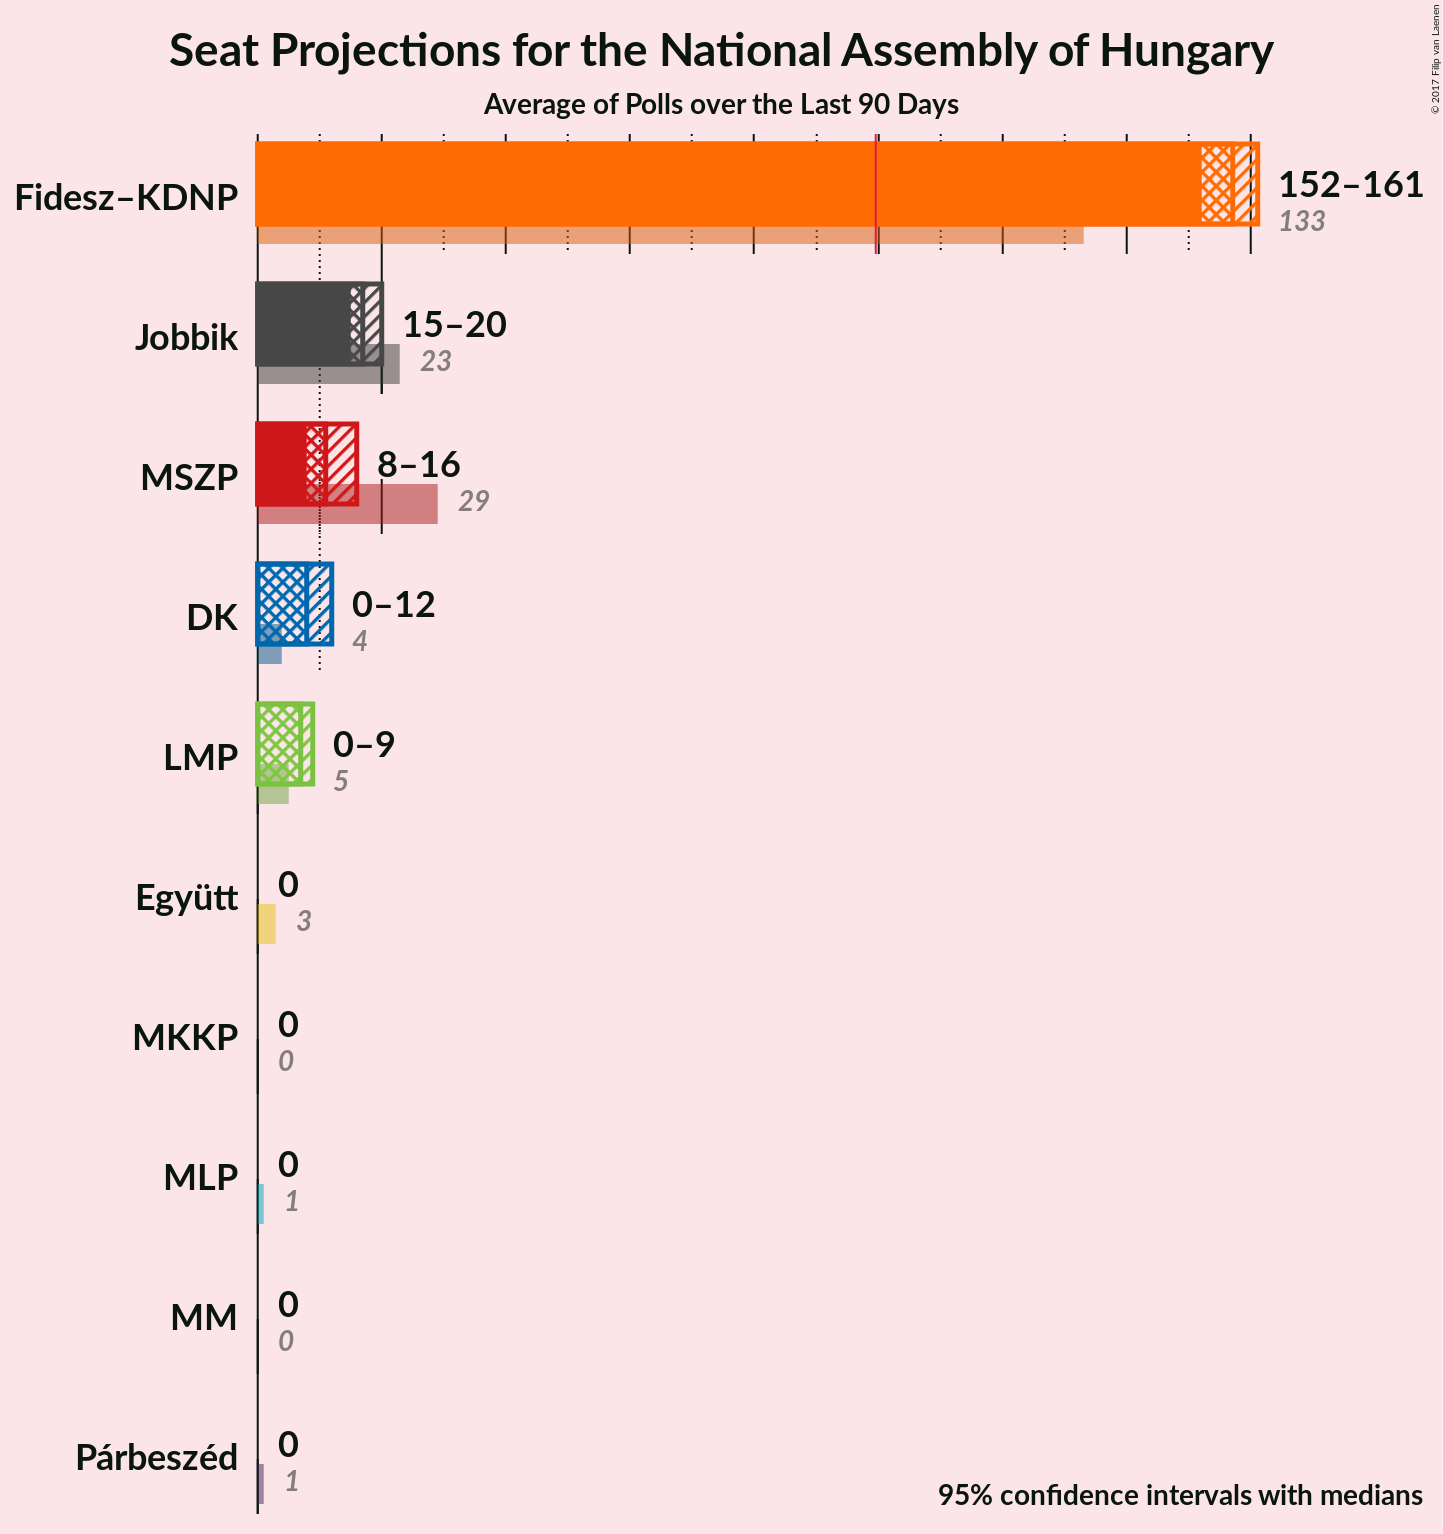 Seat Projections for the National Assembly of Hungary
Average of Polls over the Last 90 Days
© 2017 Filip van Laenen
Fidesz–KDNP
152–161
133
Jobbik
15–20
23
MSZP
8–16
29
DK
0–12
4
LMP
0–9
5
Együtt
0
3
MKKP
0
0
MLP
0
1
MM
0
0
Párbeszéd
0
1
95% confidence intervals with medians